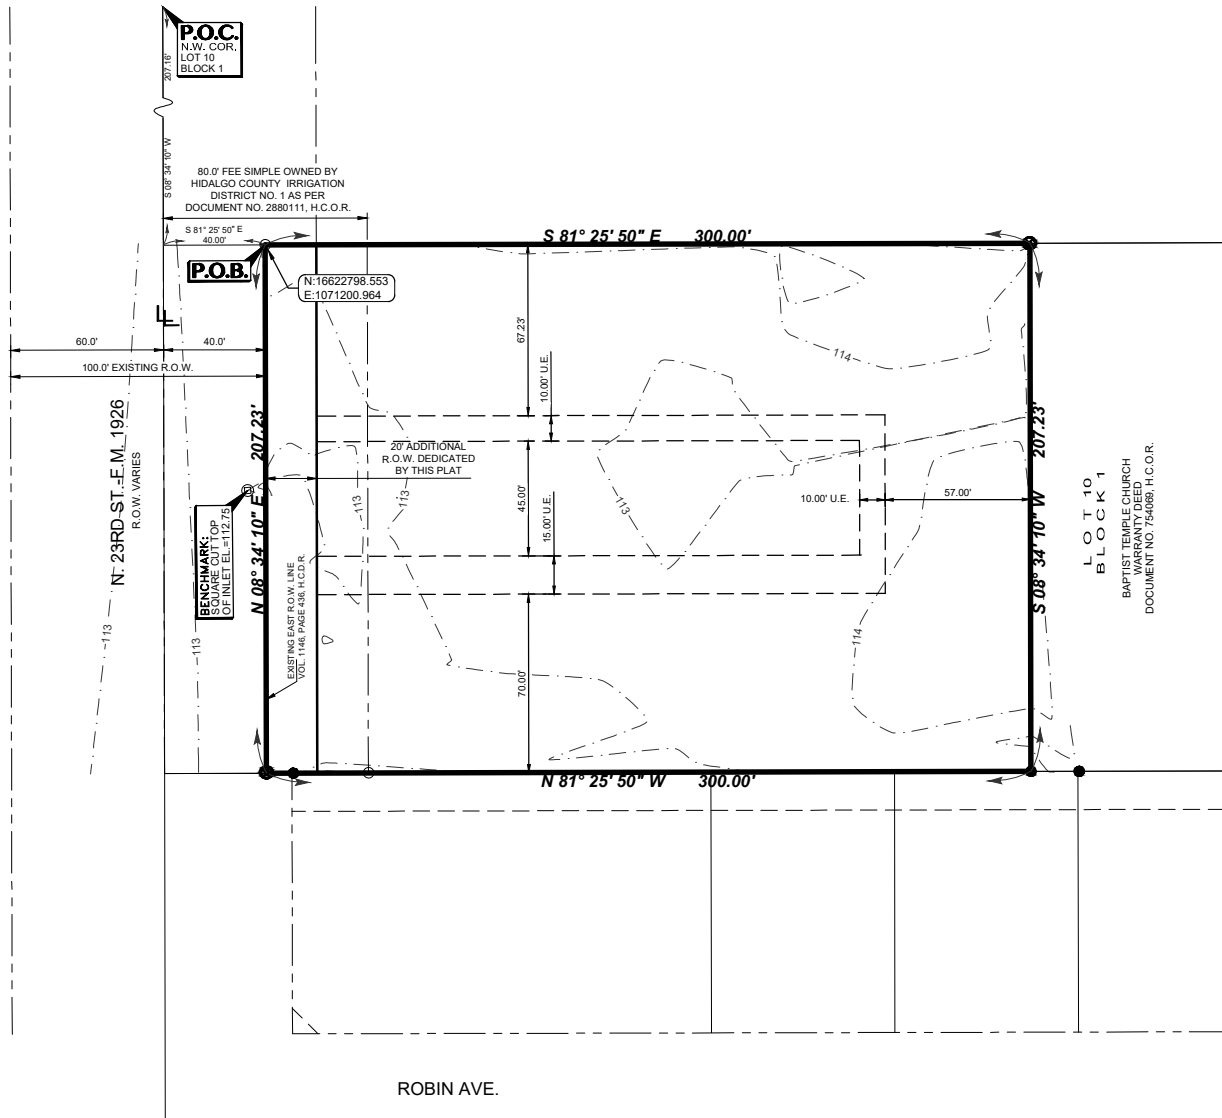 P.O.C.
N.W. COR,
LOT 10
BLOCK 1
207.16'
S 08° 34' 10" W
80.0' FEE SIMPLE OWNED BY
HIDALGO COUNTY IRRIGATION
DISTRICT NO. 1 AS PER
DOCUMENT NO. 2880111, H.C.O.R.
S 81° 25' 50" E
40.00'
S 81° 25' 50" E 300.00'
P.O.B.
N:16622798.553
E:1071200.964
60.0'
40.0'
100.0' EXISTING R.O.W.
67.23'
10.00' U.E.
114
N. 23RD ST.-F.M. 1926
R.O.W. VARIES
20' ADDITIONAL
R.O.W. DEDICATED
BY THIS PLAT
N 08° 34' 10" E 207.23'
BENCHMARK:
SQUARE CUT TOP
OF INLET EL.=112.75
113
113
113
45.00'
15.00' U.E.
10.00' U.E.
57.00'
S 08° 34' 10" W 207.23'
LOT 10
BLOCK 1
BAPTIST TEMPLE CHURCH
WARRANTY DEED
DOCUMENT NO. 754069, H.C.O.R.
EXISTING EAST R.O.W. LINE
VOL. 1146, PAGE 436, H.C.D.R.
113
113
114
70.00'
N 81° 25' 50" W 300.00'
ROBIN AVE.